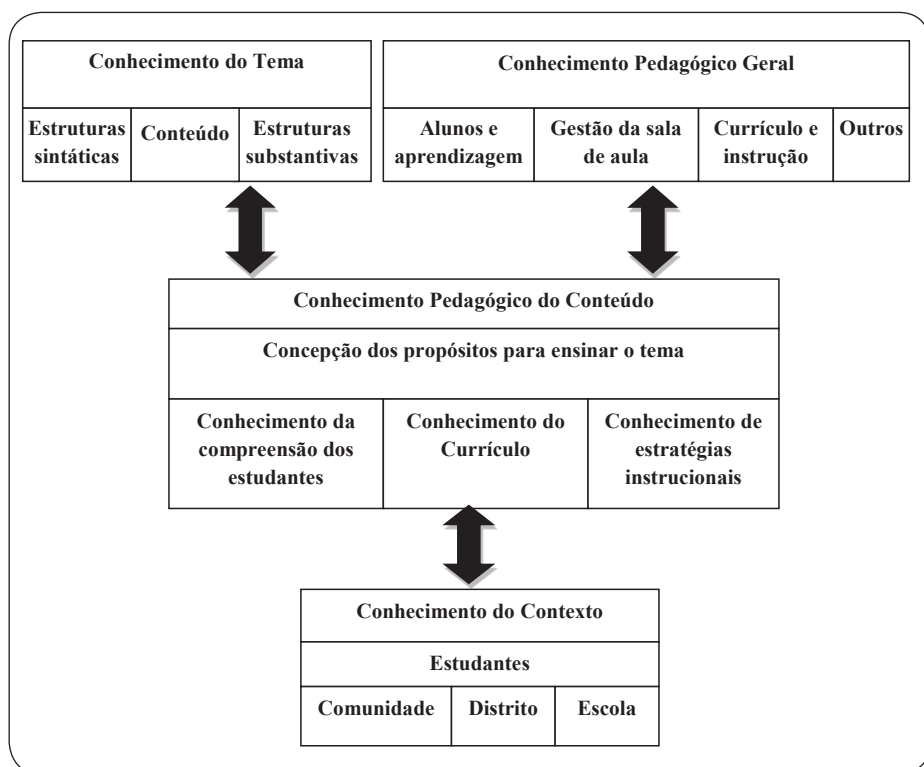 Conhecimento do Tema
Estruturas sintáticas
Conteúdo
Estruturas substantivas
Conhecimento Pedagógico Geral
Alunos e aprendizagem
Gestão da sala de aula
Currículo e instrução
Outros
Conhecimento Pedagógico do Conteúdo
Concepção dos propósitos para ensinar o tema
Conhecimento da compreensão dos estudantes
Conhecimento do Currículo
Conhecimento de estratégias instrucionais
Conhecimento do Contexto
Estudantes
Comunidade
Distrito
Escola